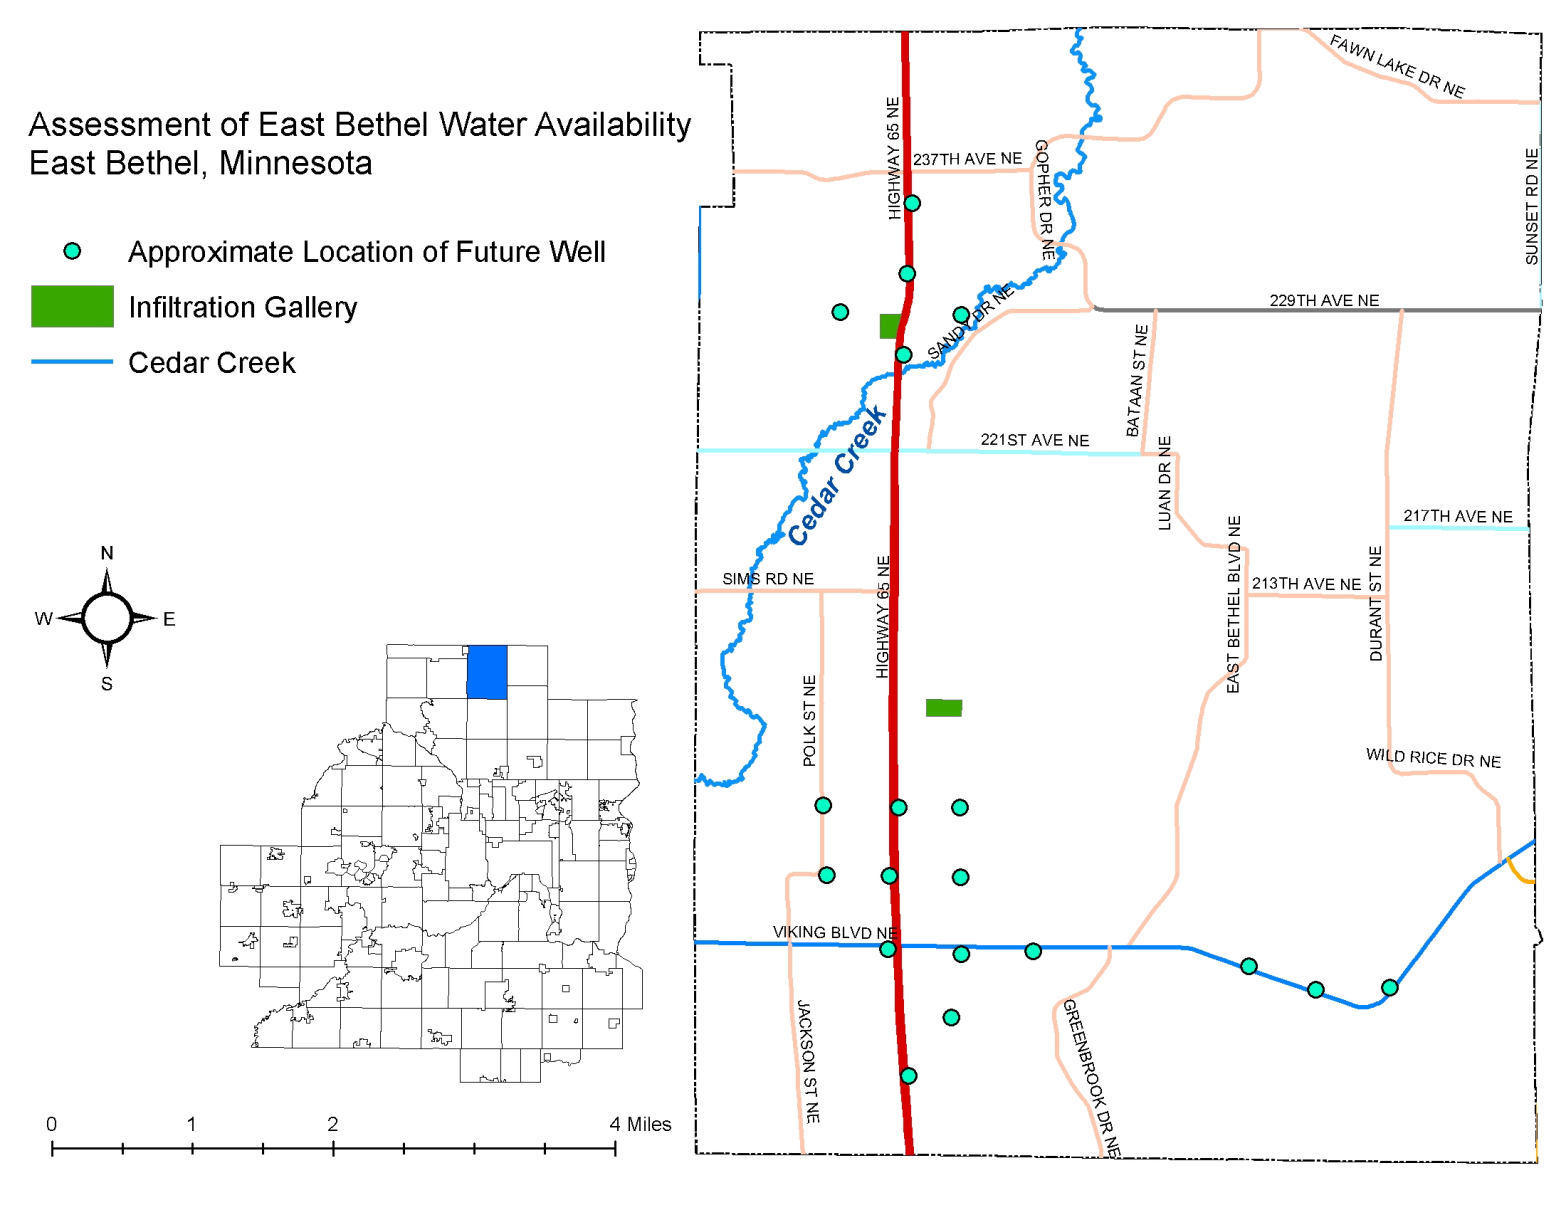 Assessment of East Bethel Water Availability
East Bethel, Minnesota
Approximate Location of Future Well
Infiltration Gallery
Cedar Creek
N
W
E
S
0
1
2
4 Miles
FAWN LAKE DR NE
HIGHWAY 65 NE
237TH AVE NE
GOPHER DR NE
SUNSET RD NE
SANDY DR NE
229TH AVE NE
BATAAN ST NE
Cedar Creek
221ST AVE NE
LUAN DR NE
217TH AVE NE
SIMS RD NE
HIGHWAY 65 NE
EAST BETHEL BLVD NE
213TH AVE NE
DURANT ST NE
POLK ST NE
WILD RICE DR NE
VIKING BLVD NE
JACKSON ST NE
GREENBROOK DR NE